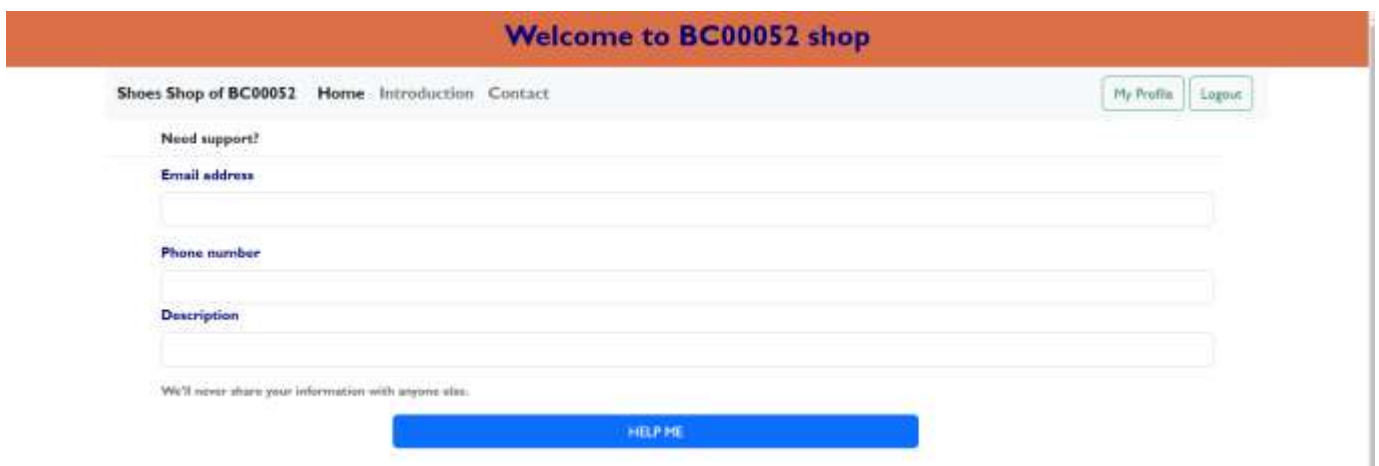 Welcome to BC00052 shop
Shoes Shop of BC00052 Home Introduction Contact My Profile Logout
Need support?
Email address
Phone number
Description
We'll never share your information with anyone else.
HELP ME